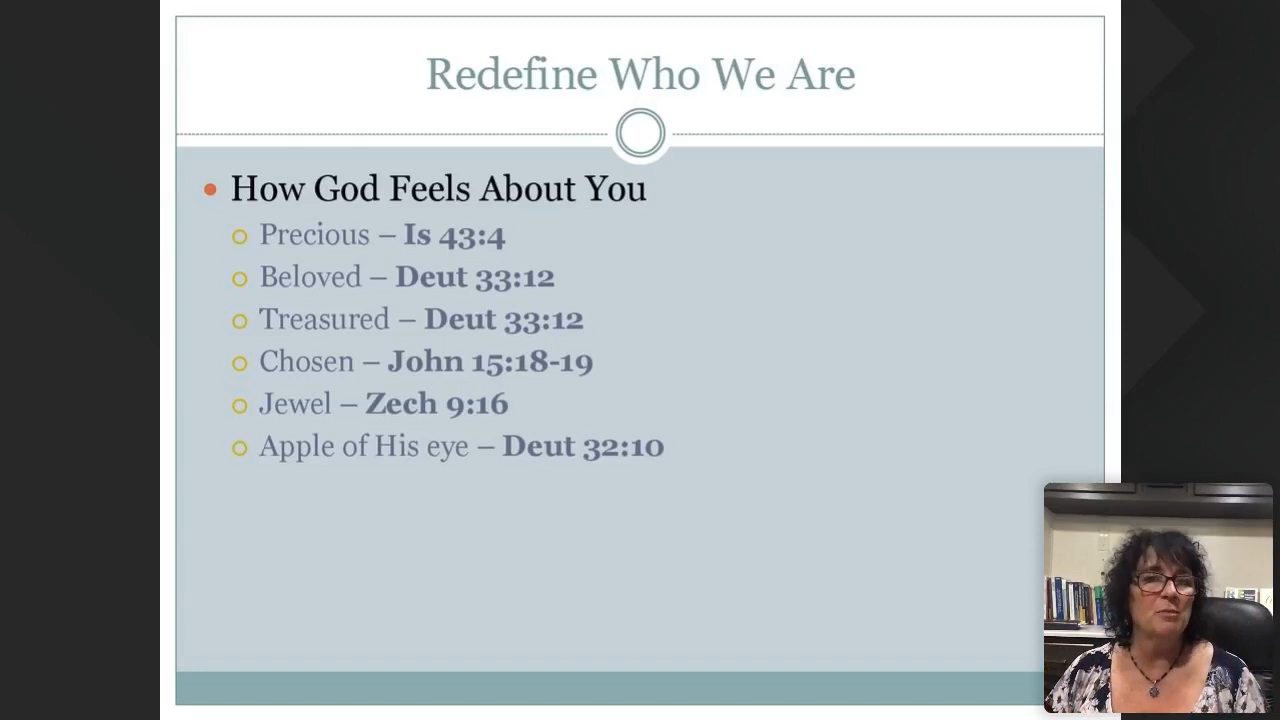 Redefine Who We Are
How God Feels About You
Precious – Is 43:4
Beloved – Deut 33:12
Treasured – Deut 33:12
Chosen – John 15:18-19
Jewel – Zech 9:16
Apple of His eye – Deut 32:10